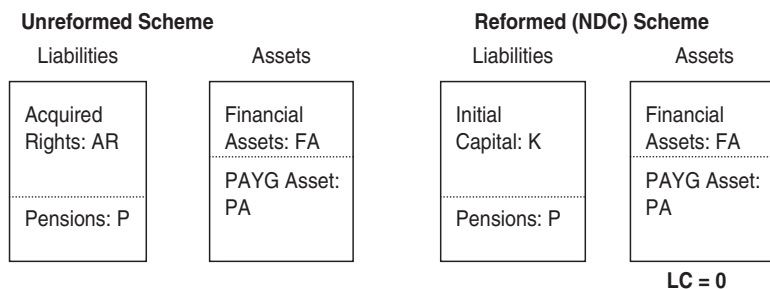 Unreformed Scheme
Liabilities
Assets
Acquired
Rights: AR
Pensions: P
Financial
Assets: FA
PAYG Asset:
PA
Reformed (NDC) Scheme
Liabilities
Assets
Initial
Capital: K
Pensions: P
Financial
Assets: FA
PAYG Asset:
PA
LC = 0